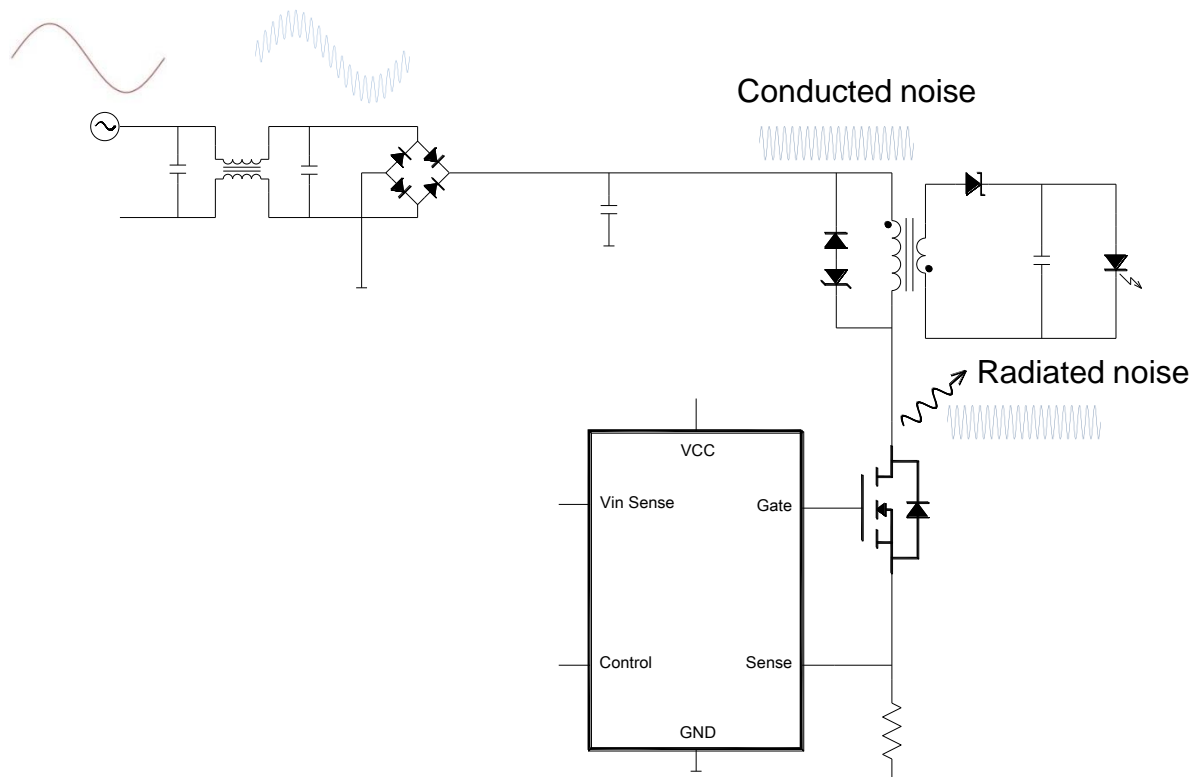 Conducted noise
Radiated noise
VCC
Vin Sense
Gate
Control
Sense
GND